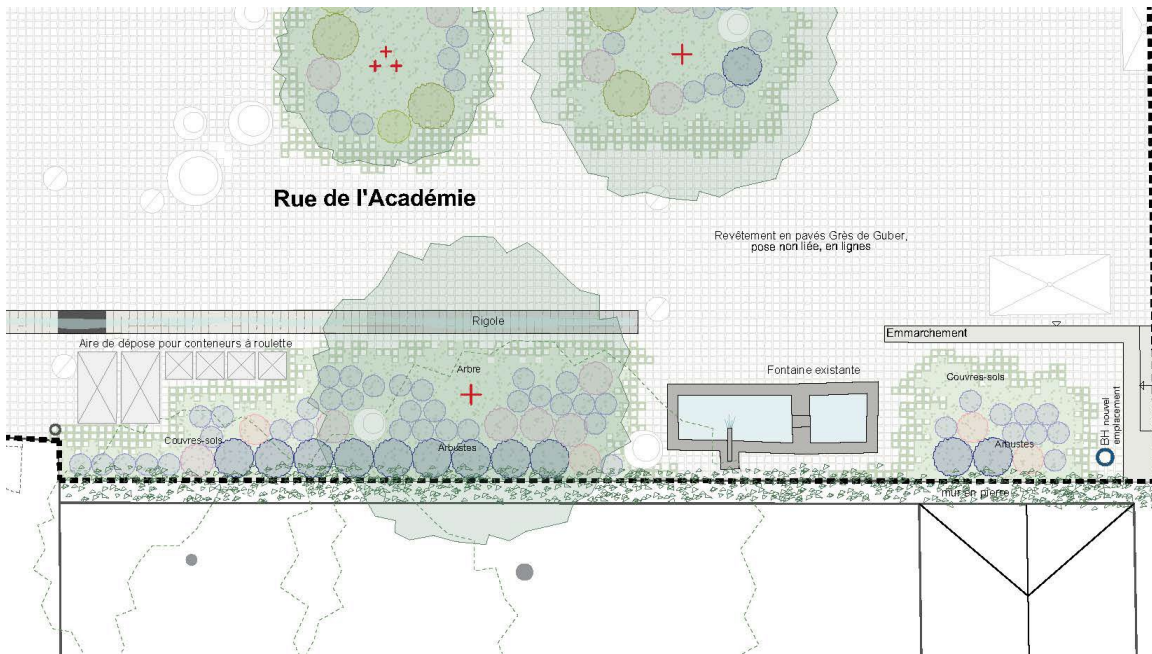 Rue de l'Académie
Revêtement en pavés Grès de Guber,
pose non liée, en lignes
Rigole
Emmarchement
Aire de dépose pour conteneurs à roulette
Arbre
Fontaine existante
Couvres-sols
Couvres-sols
Arbustes
Arbustes
BH nouvel
emplacement
mur en pierre